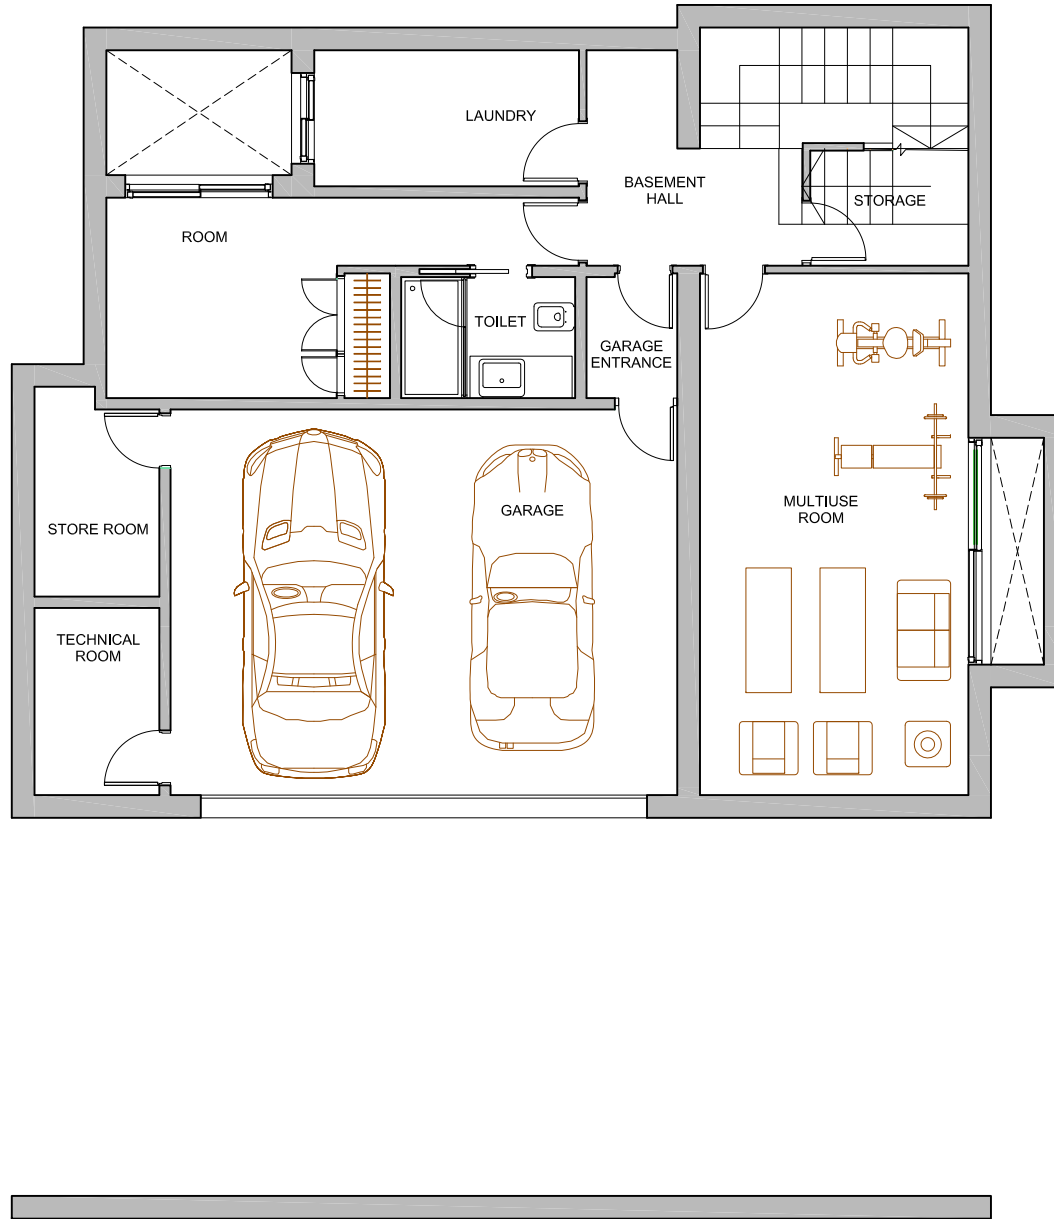 LAUNDRY
BASEMENT
HALL
STORAGE
ROOM
TOILET
GARAGE
ENTRANCE
MULTIUSE
ROOM
GARAGE
STORE ROOM
TECHNICAL
ROOM